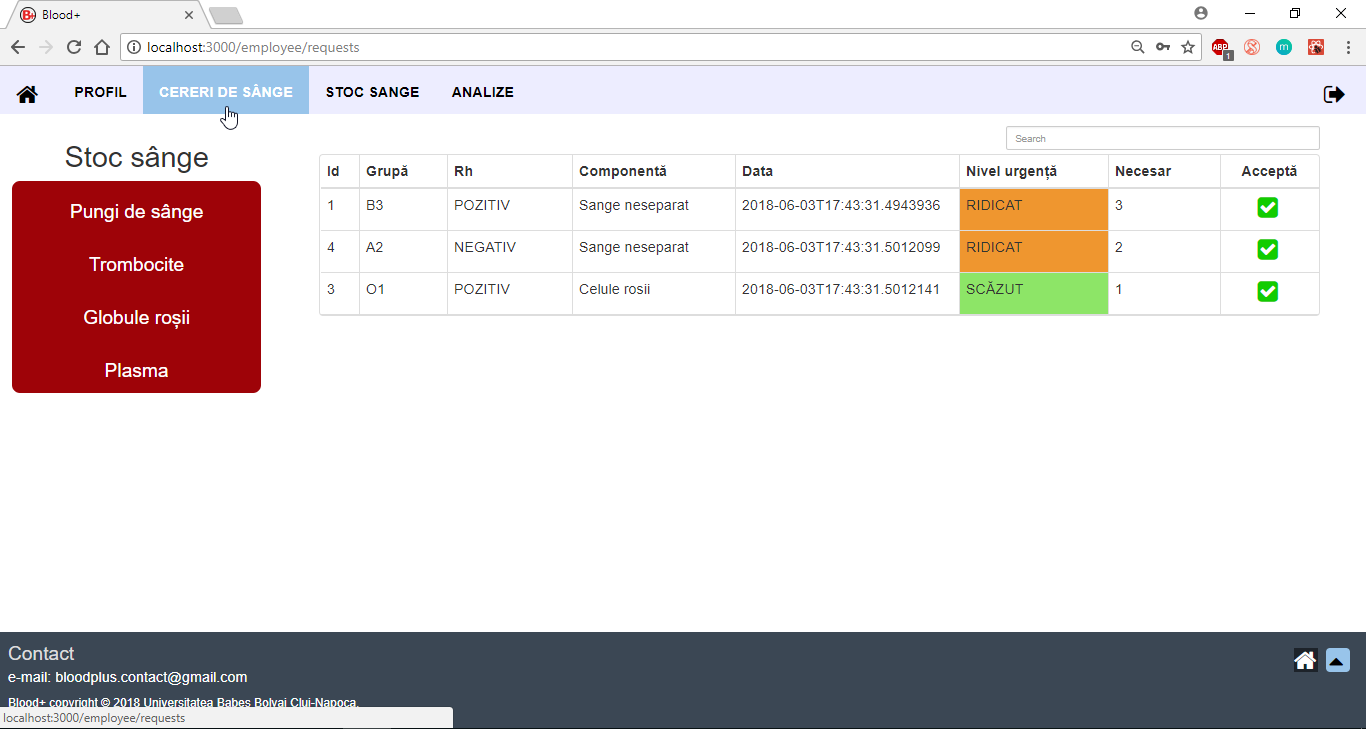 Blood+
localhost:3000/employee/requests
ABP
1
m
PROFIL CERERI DE SÂNGE STOC SANGE ANALIZE
Search
Stoc sânge
Pungi de sânge
Trombocite
Globule roșii
Plasma
Id Grupă Rh Componentă Data Nivel urgență Necesar Acceptă
1 B3 POZITIV Sange neseparat 2018-06-03T17:43:31.4943936 RIDICAT 3
4 A2 NEGATIV Sange neseparat 2018-06-03T17:43:31.5012099 RIDICAT 2
3 O1 POZITIV Celule rosii 2018-06-03T17:43:31.5012141 SCĂZUT 1
Contact
e-mail: bloodplus.contact@gmail.com
Blood+ copyright © 2018 Universitatea Babes Bolyai Cluj-Napoca.
localhost:3000/employee/requests